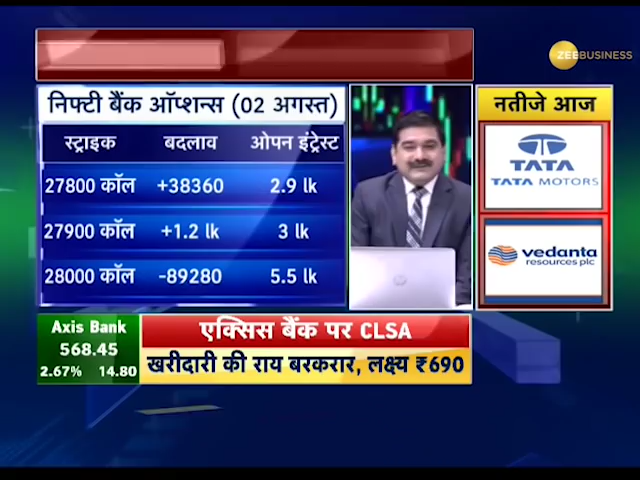 ZEEBUSINESS
निफ्टी बैंक ऑप्शन्स (02 अगस्त)
स्ट्राइक बदलाव ओपन इंट्रेस्ट
27800 कॉल +38360 2.9 lk
27900 कॉल +1.2 lk 3 lk
28000 कॉल -89280 5.5 lk
नतीजे आज
TATA
TATA MOTORS
vedanta
resources plc
Axis Bank
568.45
2.67% 14.80
एक्सिस बैंक पर CLSA
खरीदारी की राय बरकरार, लक्ष्य ₹690